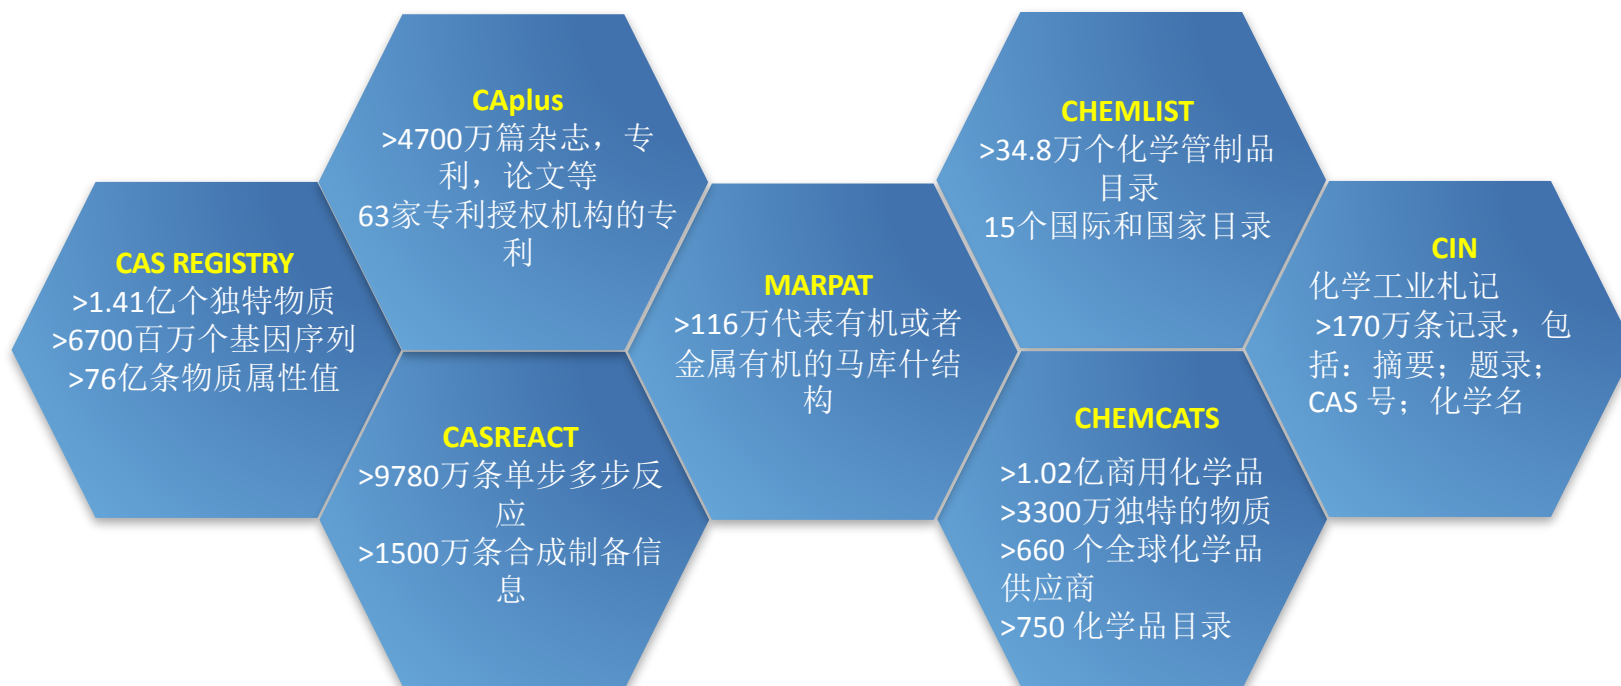 CAS REGISTRY
>1.41亿个独特物质
>6700百万个基因序列
>76亿条物质属性值
CAplus
>4700万篇杂志，专
利，论文等
63家专利授权机构的专
利
CASREACT
>9780万条单步多步反
应
>1500万条合成制备信
息
MARPAT
>116万代表有机或者
金属有机的马库什结
构
CHEMLIST
>34.8万个化学管制品
目录
15个国际和国家目录
CHEMCATS
>1.02亿商用化学品
>3300万独特的物质
>660 个全球化学品
供应商
>750 化学品目录
CIN
化学工业札记
>170万条记录，包
括：摘要；题录；
CAS 号；化学名